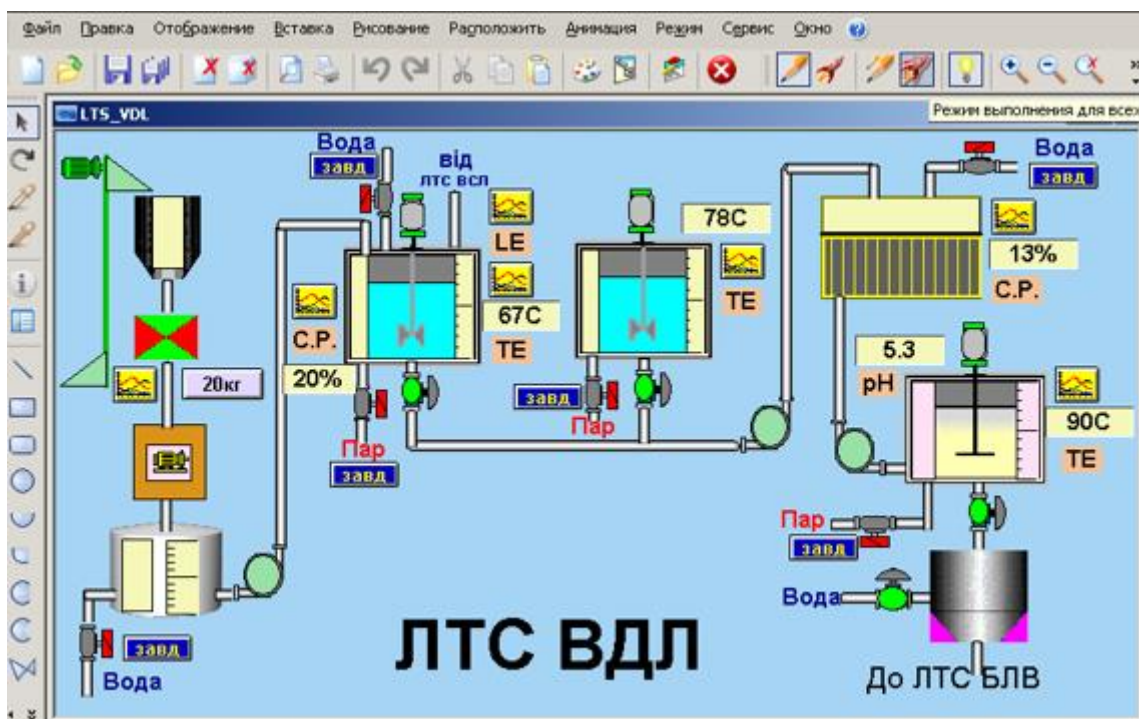 Файл Правка Отображение Вставка Рисование Расположить Анимация Режим Сервис Окно
LTS_VDL
Режим выполнения для всех
Вода
завд
від
лтс всл
LE
67C
TE
С.Р.
20%
Пар
завд
78C
TE
завд
Пар
Вода
завд
13%
С.Р.
5.3
pH
90C
TE
Пар
завд
Вода
20кг
завд
Вода
ЛТС ВДЛ
До ЛТС БЛВ